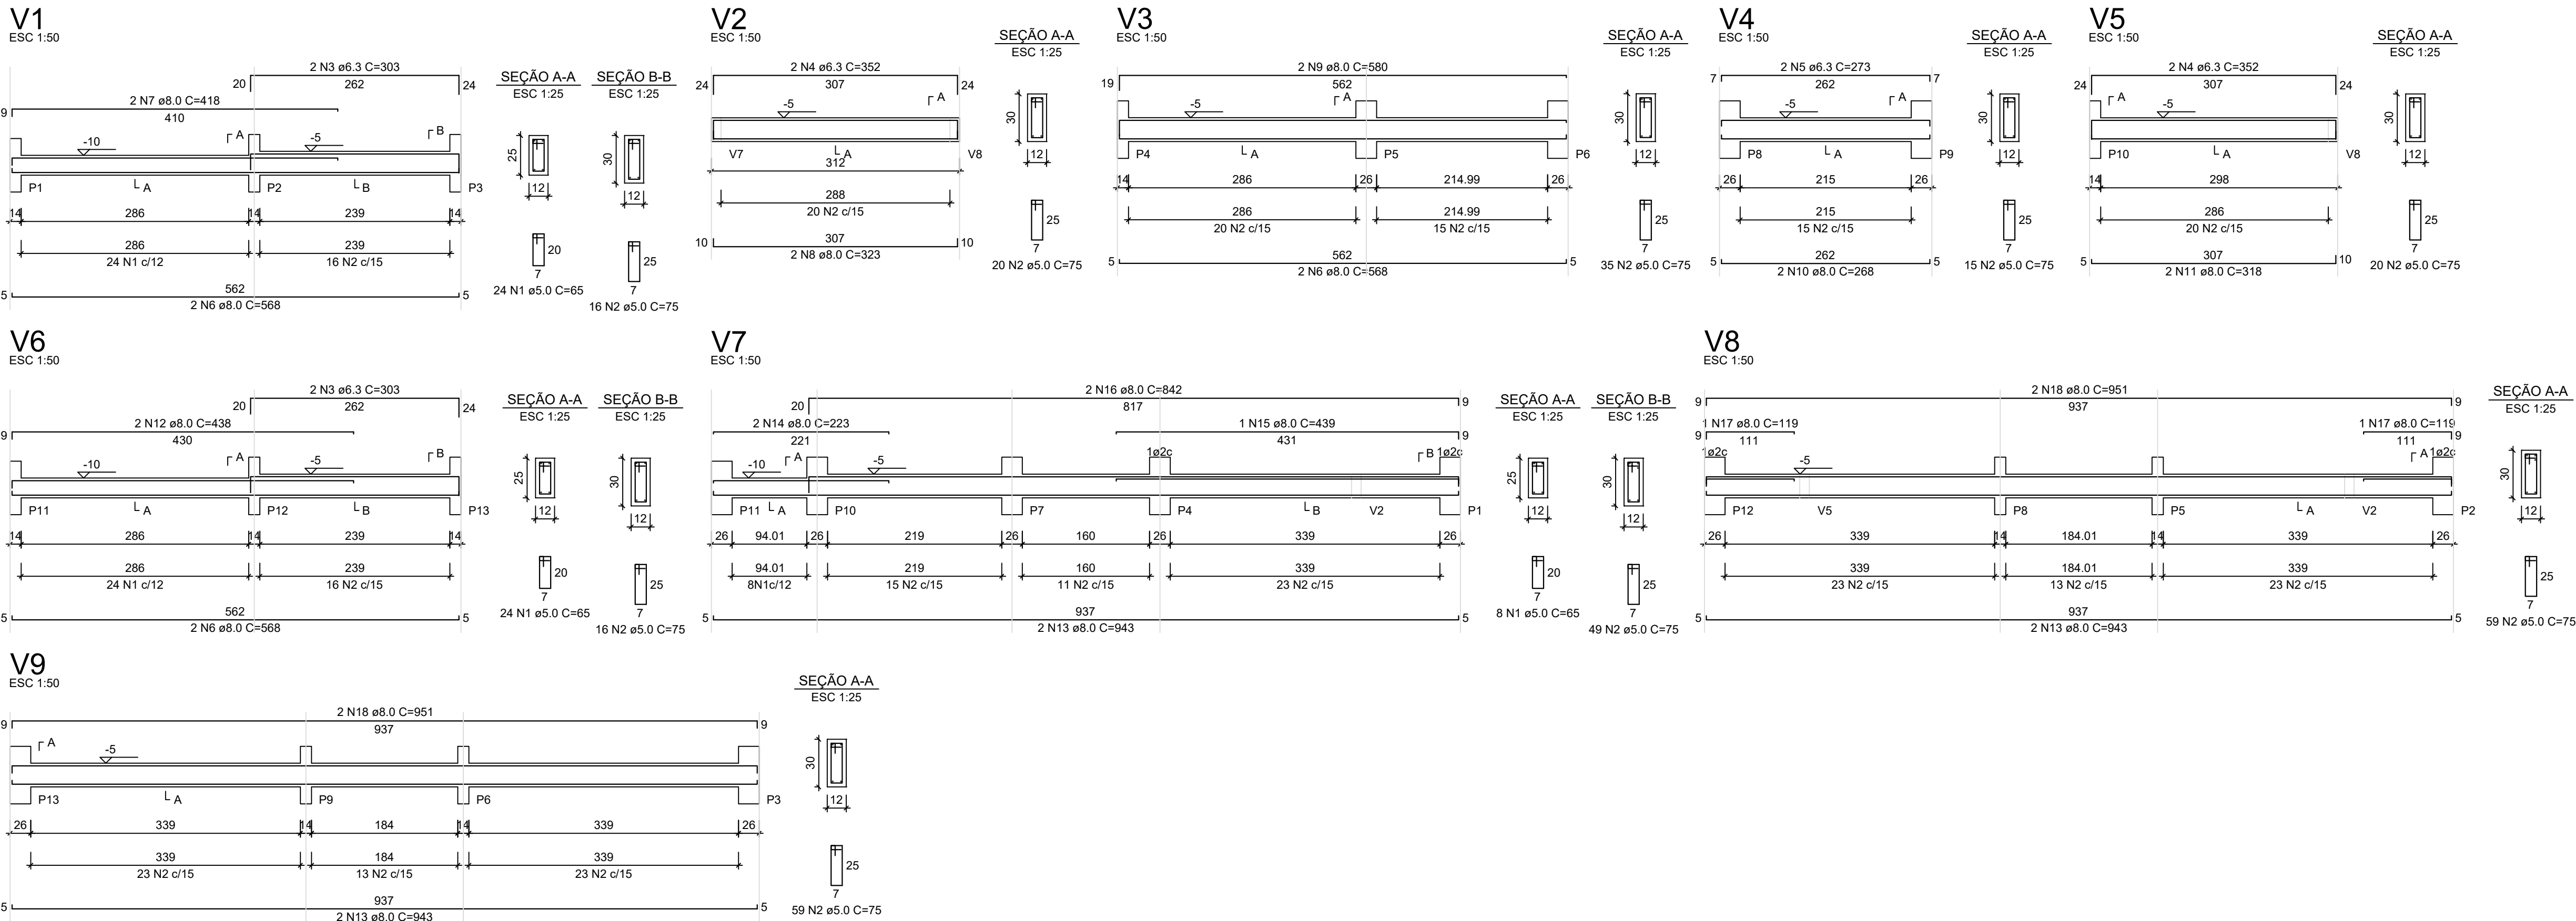 V1
ESC 1:50
2 N3 ø6.3 C=303
20 262 24
2 N7 ø8.0 C=418
9 410
-10 A -5 B
P1 A P2 B P3
14 286 14 239 14
286 239
24 N1 c/12 16 N2 c/15
5 562 5
2 N6 ø8.0 C=568
SEÇÃO A-A
ESC 1:25
25
12
20
7
24 N1 ø5.0 C=65
SEÇÃO B-B
ESC 1:25
30
12
25
7
16 N2 ø5.0 C=75
V2
ESC 1:50
2 N4 ø6.3 C=352
24 307 24
-5 A
V7 A V8
312
288
20 N2 c/15
10 307 10
2 N8 ø8.0 C=323
SEÇÃO A-A
ESC 1:25
30
12
25
7
20 N2 ø5.0 C=75
V3
ESC 1:50
2 N9 ø8.0 C=580
19 562
-5 A
P4 A P5 P6
14 286 26 214.99 26
286 214.99
20 N2 c/15 15 N2 c/15
5 562 5
2 N6 ø8.0 C=568
SEÇÃO A-A
ESC 1:25
30
12
25
7
35 N2 ø5.0 C=75
V4
ESC 1:50
2 N5 ø6.3 C=273
7 262 7
-5 A
P8 A P9
26 215 26
215
15 N2 c/15
5 262 5
2 N10 ø8.0 C=268
SEÇÃO A-A
ESC 1:25
30
12
25
7
15 N2 ø5.0 C=75
V5
ESC 1:50
2 N4 ø6.3 C=352
24 307 24
A -5
P10 A V8
14 298
286
20 N2 c/15
5 307 10
2 N11 ø8.0 C=318
SEÇÃO A-A
ESC 1:25
30
12
25
7
20 N2 ø5.0 C=75
V6
ESC 1:50
2 N3 ø6.3 C=303
20 262 24
2 N12 ø8.0 C=438
9 430
-10 A -5 B
P11 A P12 B P13
14 286 14 239 14
286 239
24 N1 c/12 16 N2 c/15
5 562 5
2 N6 ø8.0 C=568
SEÇÃO A-A
ESC 1:25
25
12
20
7
24 N1 ø5.0 C=65
SEÇÃO B-B
ESC 1:25
30
12
25
7
16 N2 ø5.0 C=75
V7
ESC 1:50
2 N16 ø8.0 C=842
20 817 9
2 N14 ø8.0 C=223 1 N15 ø8.0 C=439
221 431 9
1ø2c 1ø2c
-10 A -5 B
P11 A P10 P7 P4 B V2 P1
26 94.01 26 219 26 160 26 339 26
94.01 219 160 339
8N1c/12 15 N2 c/15 11 N2 c/15 23 N2 c/15
5 937 5
2 N13 ø8.0 C=943
SEÇÃO A-A
ESC 1:25
25
12
20
7
8 N1 ø5.0 C=65
SEÇÃO B-B
ESC 1:25
30
12
25
7
49 N2 ø5.0 C=75
V8
ESC 1:50
2 N18 ø8.0 C=951
9 937 9
1 N17 ø8.0 C=119 1 N17 ø8.0 C=119
9 111 111 9
1ø2c 1ø2c
-5 A
P12 V5 P8 P5 A V2 P2
26 339 14 184.01 14 339 26
339 184.01 339
23 N2 c/15 13 N2 c/15 23 N2 c/15
5 937 5
2 N13 ø8.0 C=943
SEÇÃO A-A
ESC 1:25
30
12
25
7
59 N2 ø5.0 C=75
V9
ESC 1:50
2 N18 ø8.0 C=951
9 937 9
A -5
P13 A P9 P6 P3
26 339 14 184 14 339 26
339 184 339
23 N2 c/15 13 N2 c/15 23 N2 c/15
5 937 5
2 N13 ø8.0 C=943
SEÇÃO A-A
ESC 1:25
30
12
25
7
59 N2 ø5.0 C=75